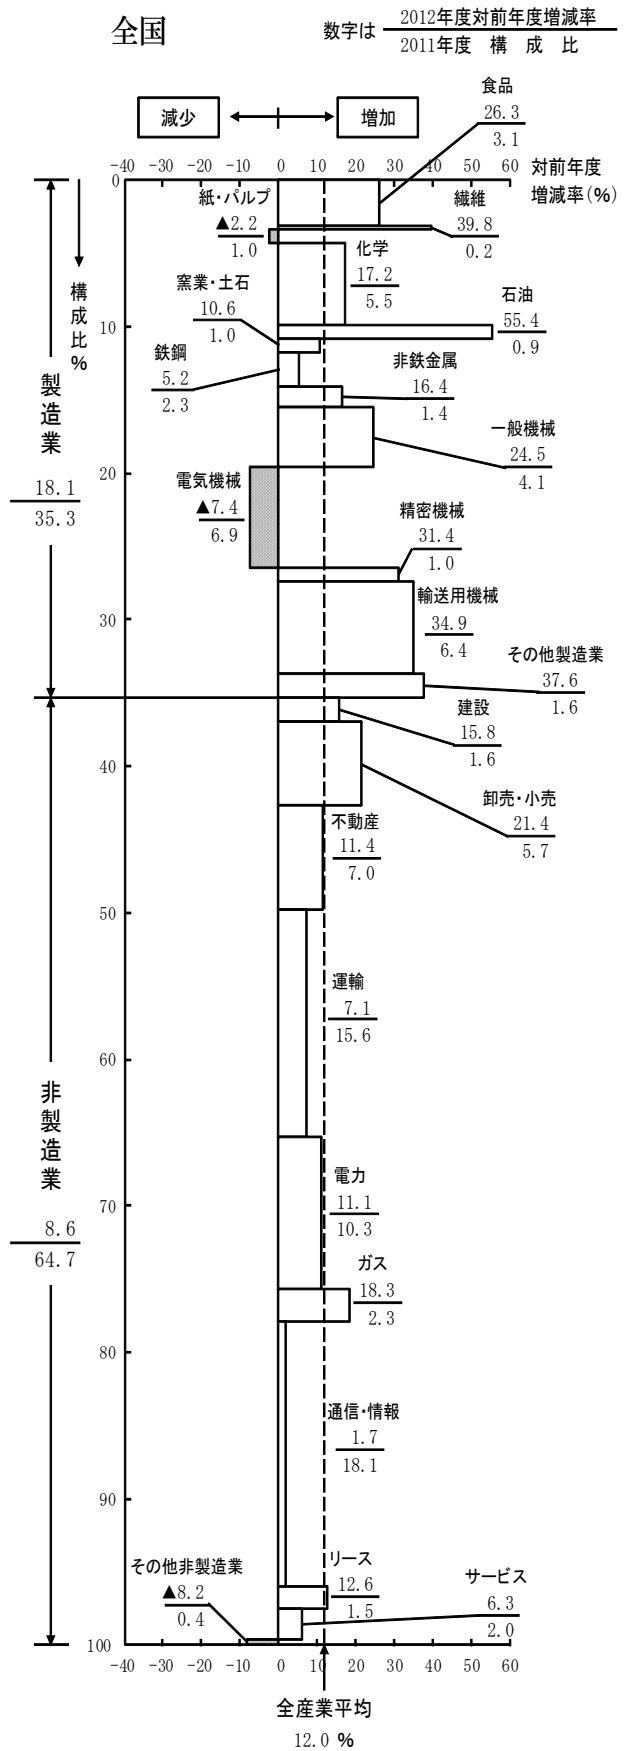 全国
数字は 2012年度対前年度増減率
2011年度 構成比
減少
増加
食品
26.3
3.1
-40 -30 -20 -10 0 10 20 30 40 50 60
対前年度
増減率(%)
0
紙・パルプ
▲2.2
1.0
繊維
39.8
0.2
化学
17.2
5.5
構成比%
窯業・土石
10.6
1.0
石油
55.4
0.9
10
鉄鋼
5.2
2.3
非鉄金属
16.4
1.4
製造業
18.1
35.3
一般機械
24.5
4.1
20
電気機械
▲7.4
6.9
精密機械
31.4
1.0
輸送用機械
34.9
6.4
30
その他製造業
37.6
1.6
建設
15.8
1.6
40
卸売・小売
21.4
5.7
不動産
11.4
7.0
50
運輸
7.1
15.6
60
非製造業
8.6
64.7
電力
11.1
10.3
70
ガス
18.3
2.3
80
通信・情報
1.7
18.1
90
その他非製造業
▲8.2
0.4
リース
12.6
1.5
サービス
6.3
2.0
100
-40 -30 -20 -10 0 10 20 30 40 50 60
全産業平均
12.0 %